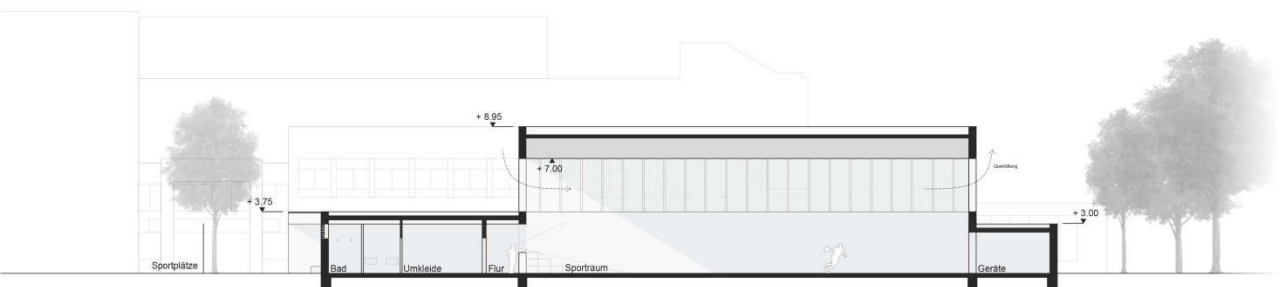 + 8.95
+ 7.00
Querlüftung
+ 3.75
+ 3.00
Sportplätze
Bad
Umkleide
Flur
Sportraum
Geräte